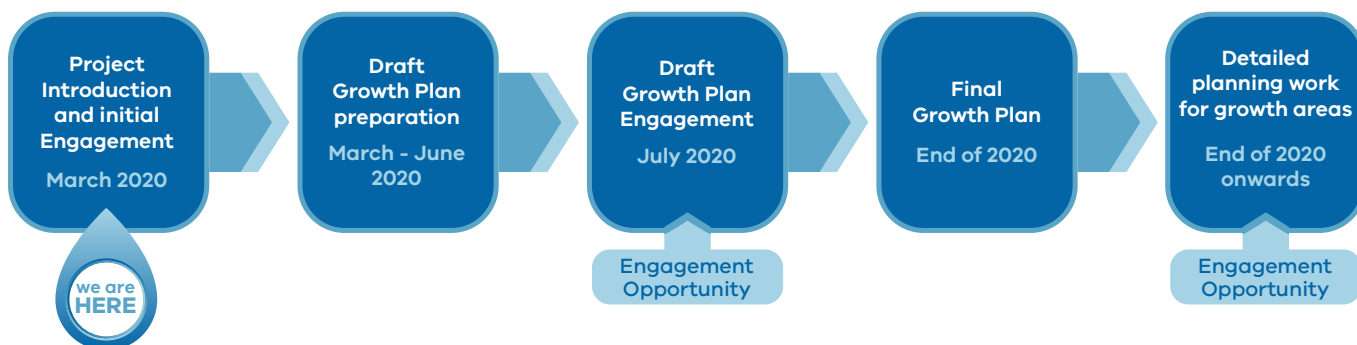 Project
Introduction
and initial
Engagement
March 2020
we are
HERE
Draft
Growth Plan
preparation
March - June
2020
Draft
Growth Plan
Engagement
July 2020
Engagement
Opportunity
Final
Growth Plan
End of 2020
Detailed
planning work
for growth areas
End of 2020
onwards
Engagement
Opportunity